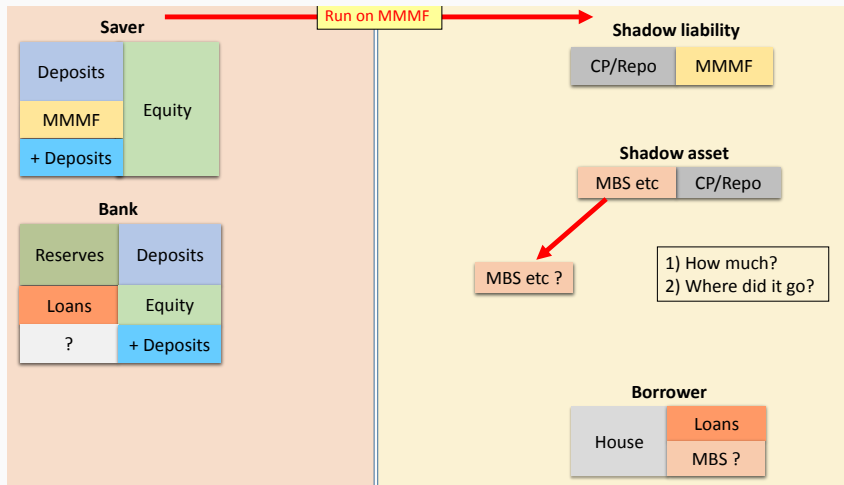 Run on MMMF
Saver
Deposits
MMMF
+ Deposits
Equity
Bank
Reserves
Deposits
Loans
Equity
?
+ Deposits
Shadow liability
CP/Repo
MMMF
Shadow asset
MBS etc
CP/Repo
MBS etc ?
1) How much?
2) Where did it go?
Borrower
House
Loans
MBS ?